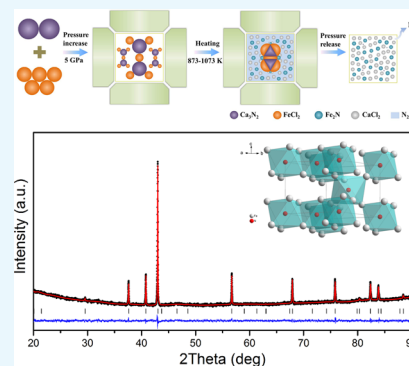 Pressure increase
5 GPa
Heating
873-1073 K
Pressure release
Ca₃N₂
FeCl₂
Fe₂N
CaCl₂
N₂
Intensity (a.u.)
20 30 40 50 60 70 80 90
2Theta (deg)